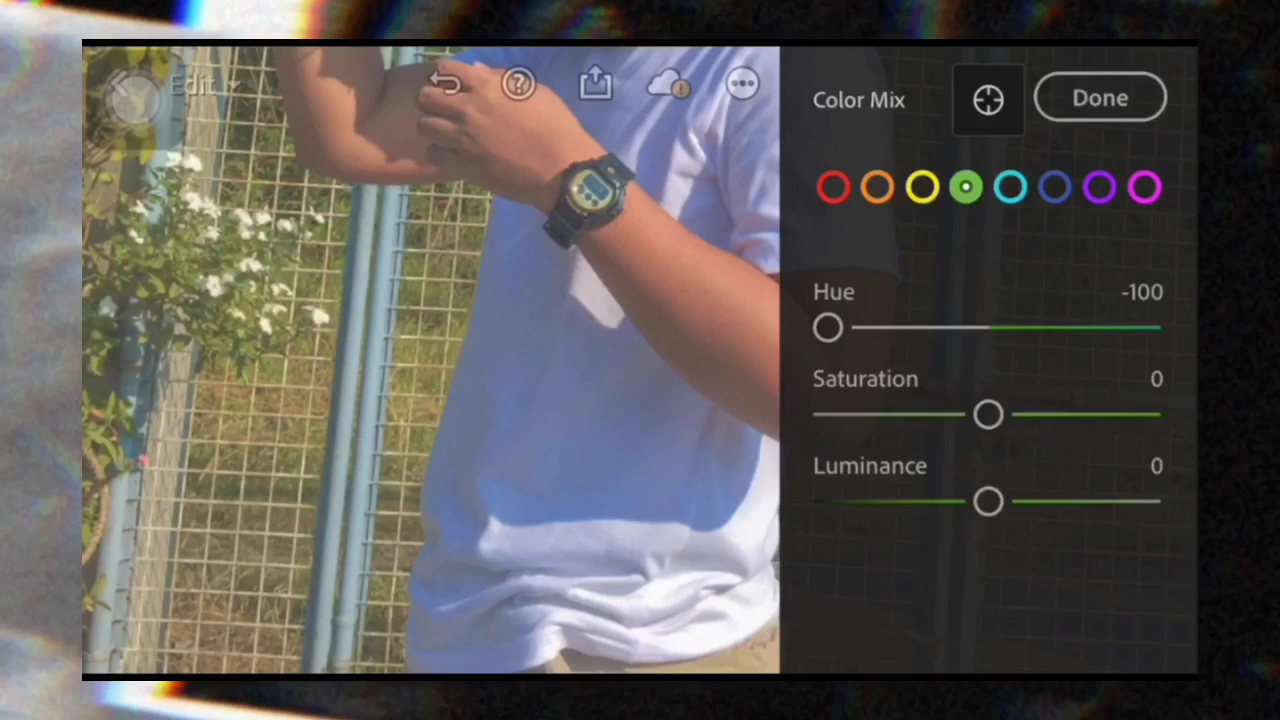 Edit
Color Mix
Done
Hue -100
Saturation 0
Luminance 0